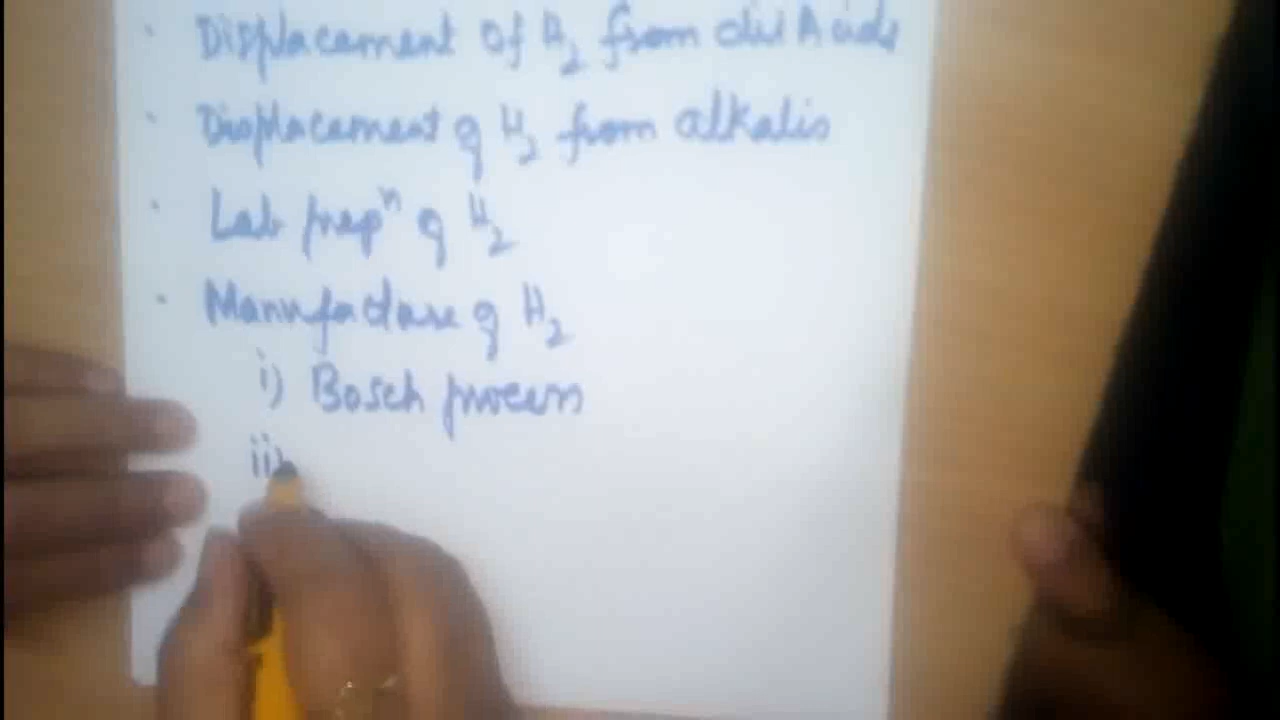 · Displacement of H₂ from dil Acids
· Displacement of H₂ from alkalis
· Lab prepⁿ of H₂
· Manufacture of H₂
i) Bosch process
ii)